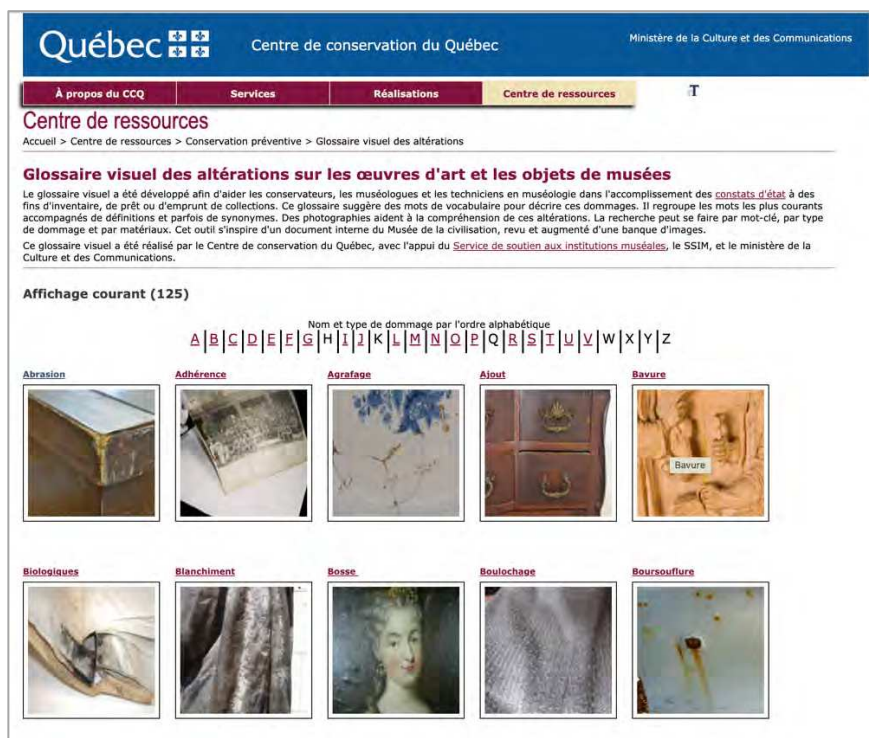 Québec
Centre de conservation du Québec
Ministère de la Culture et des Communications
À propos du CCQ
Services
Réalisations
Centre de ressources
T
Centre de ressources
Accueil > Centre de ressources > Conservation préventive > Glossaire visuel des altérations
Glossaire visuel des altérations sur les œuvres d'art et les objets de musées
Le glossaire visuel a été développé afin d'aider les conservateurs, les muséologues et les techniciens en muséologie dans l'accomplissement des constats d'état à des
fins d'inventaire, de prêt ou d'emprunt de collections. Ce glossaire suggère des mots de vocabulaire pour décrire ces dommages. Il regroupe les mots les plus courants
accompagnés de définitions et parfois de synonymes. Des photographies aident à la compréhension de ces altérations. La recherche peut se faire par mot-clé, par type
de dommage et par matériaux. Cet outil s'inspire d'un document interne du Musée de la civilisation, revu et augmenté d'une banque d'images.
Ce glossaire visuel a été réalisé par le Centre de conservation du Québec, avec l'appui du Service de soutien aux institutions muséales, le SSIM, et le ministère de la
Culture et des Communications.
Affichage courant (125)
Nom et type de dommage par l'ordre alphabétique
A|B|C|D|E|F|G|H|I|J|K|L|M|N|O|P|Q|R|S|T|U|V|W|X|Y|Z
Abrasion
Adhérence
Agrafage
Ajout
Bavure
Bavure
Biologiques
Blanchiment
Bosse
Boulochage
Boursouflure